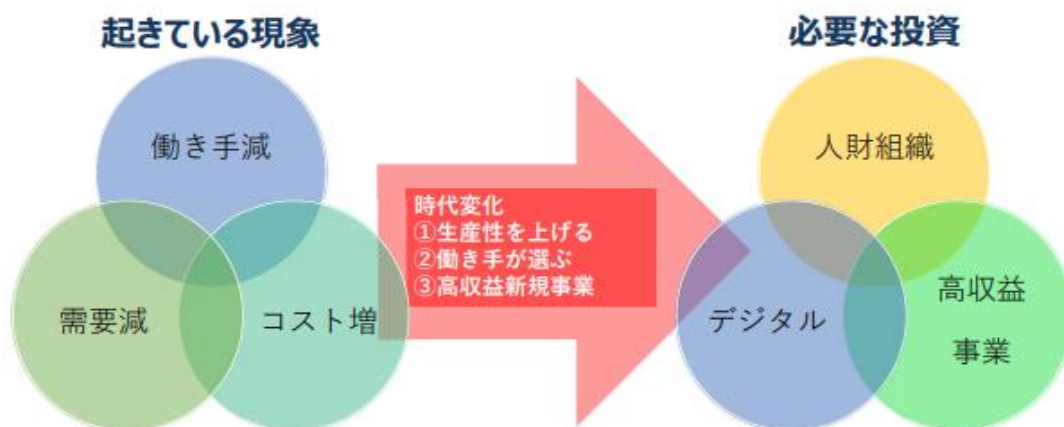 起きている現象
働き手減
需要減
コスト増
時代変化
①生産性を上げる
②働き手が選ぶ
③高収益新規事業
必要な投資
人財組織
デジタル
高収益
事業